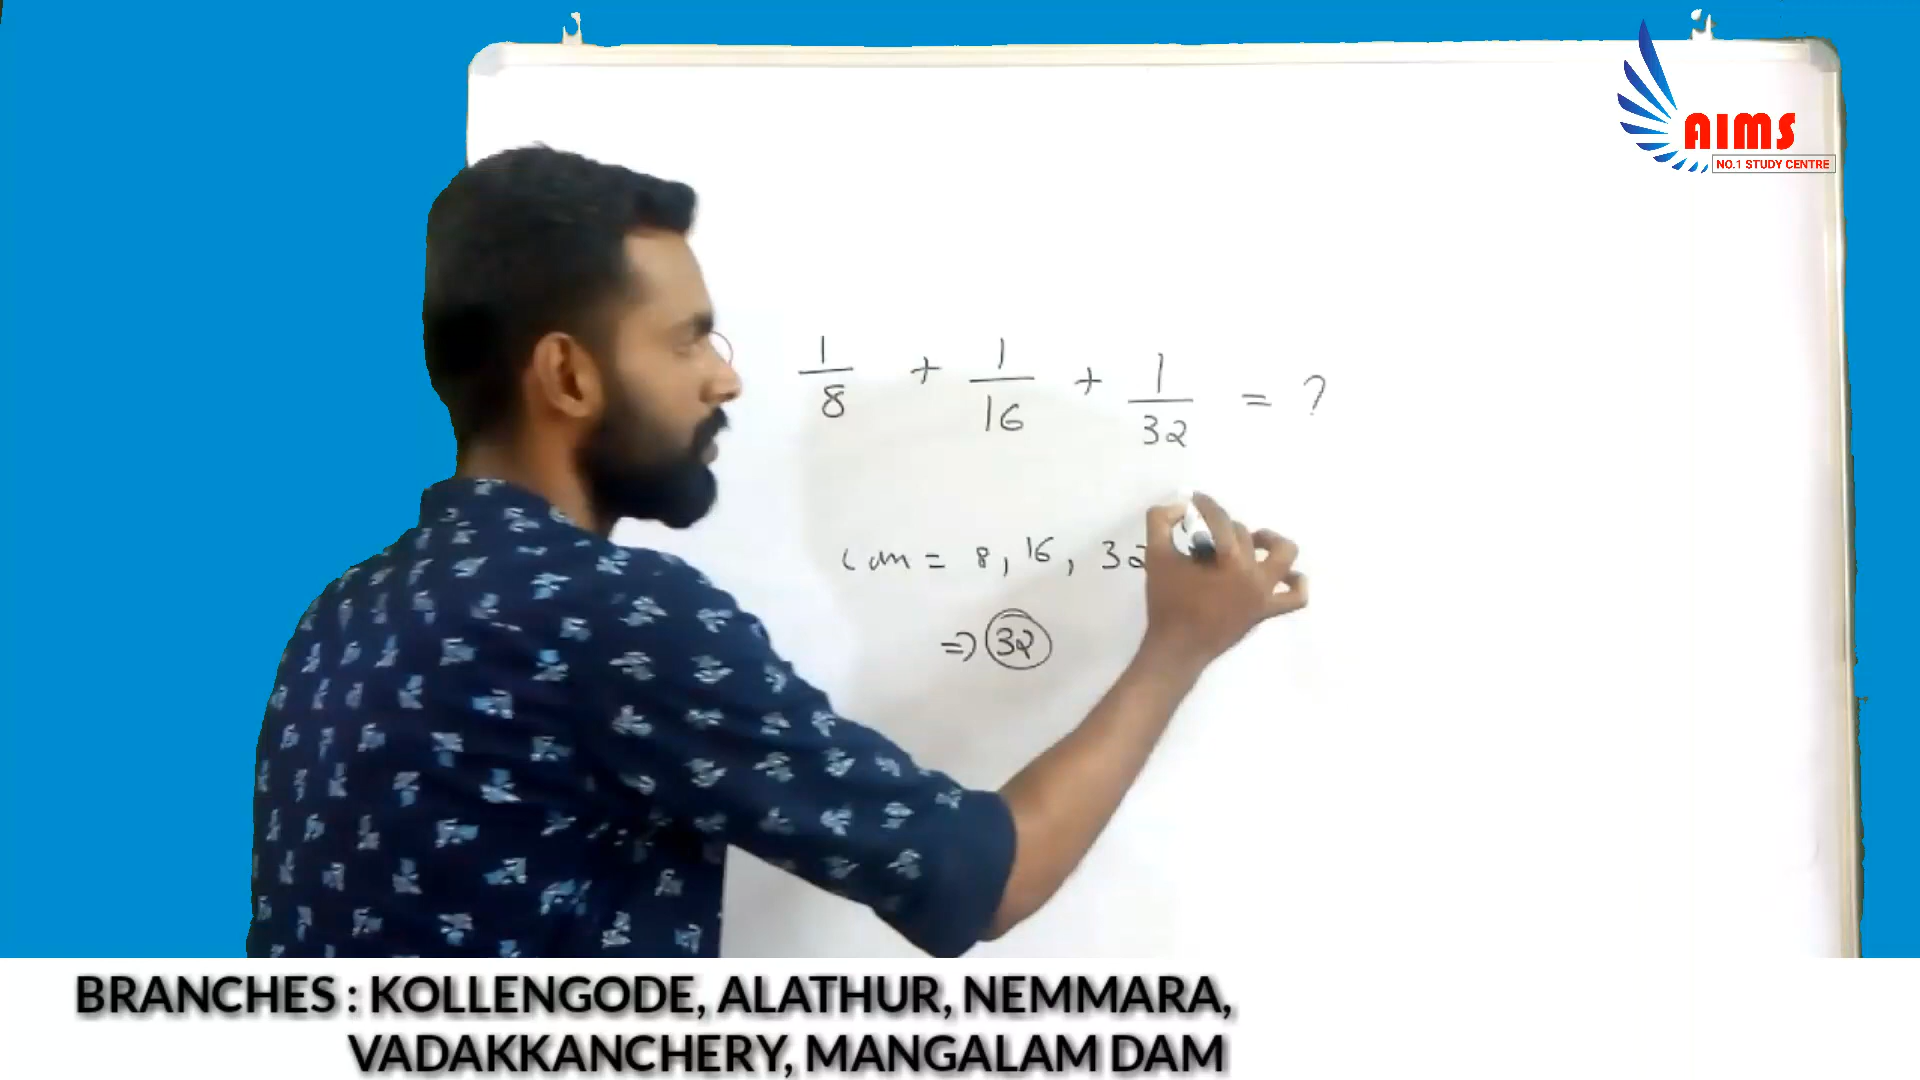 AIMS
NO.1 STUDY CENTRE
1/8 + 1/16 + 1/32 = ?
Lcm = 8, 16, 32
⇒ 32
BRANCHES : KOLLENGODE, ALATHUR, NEMMARA,
VADAKKANCHERY, MANGALAM DAM